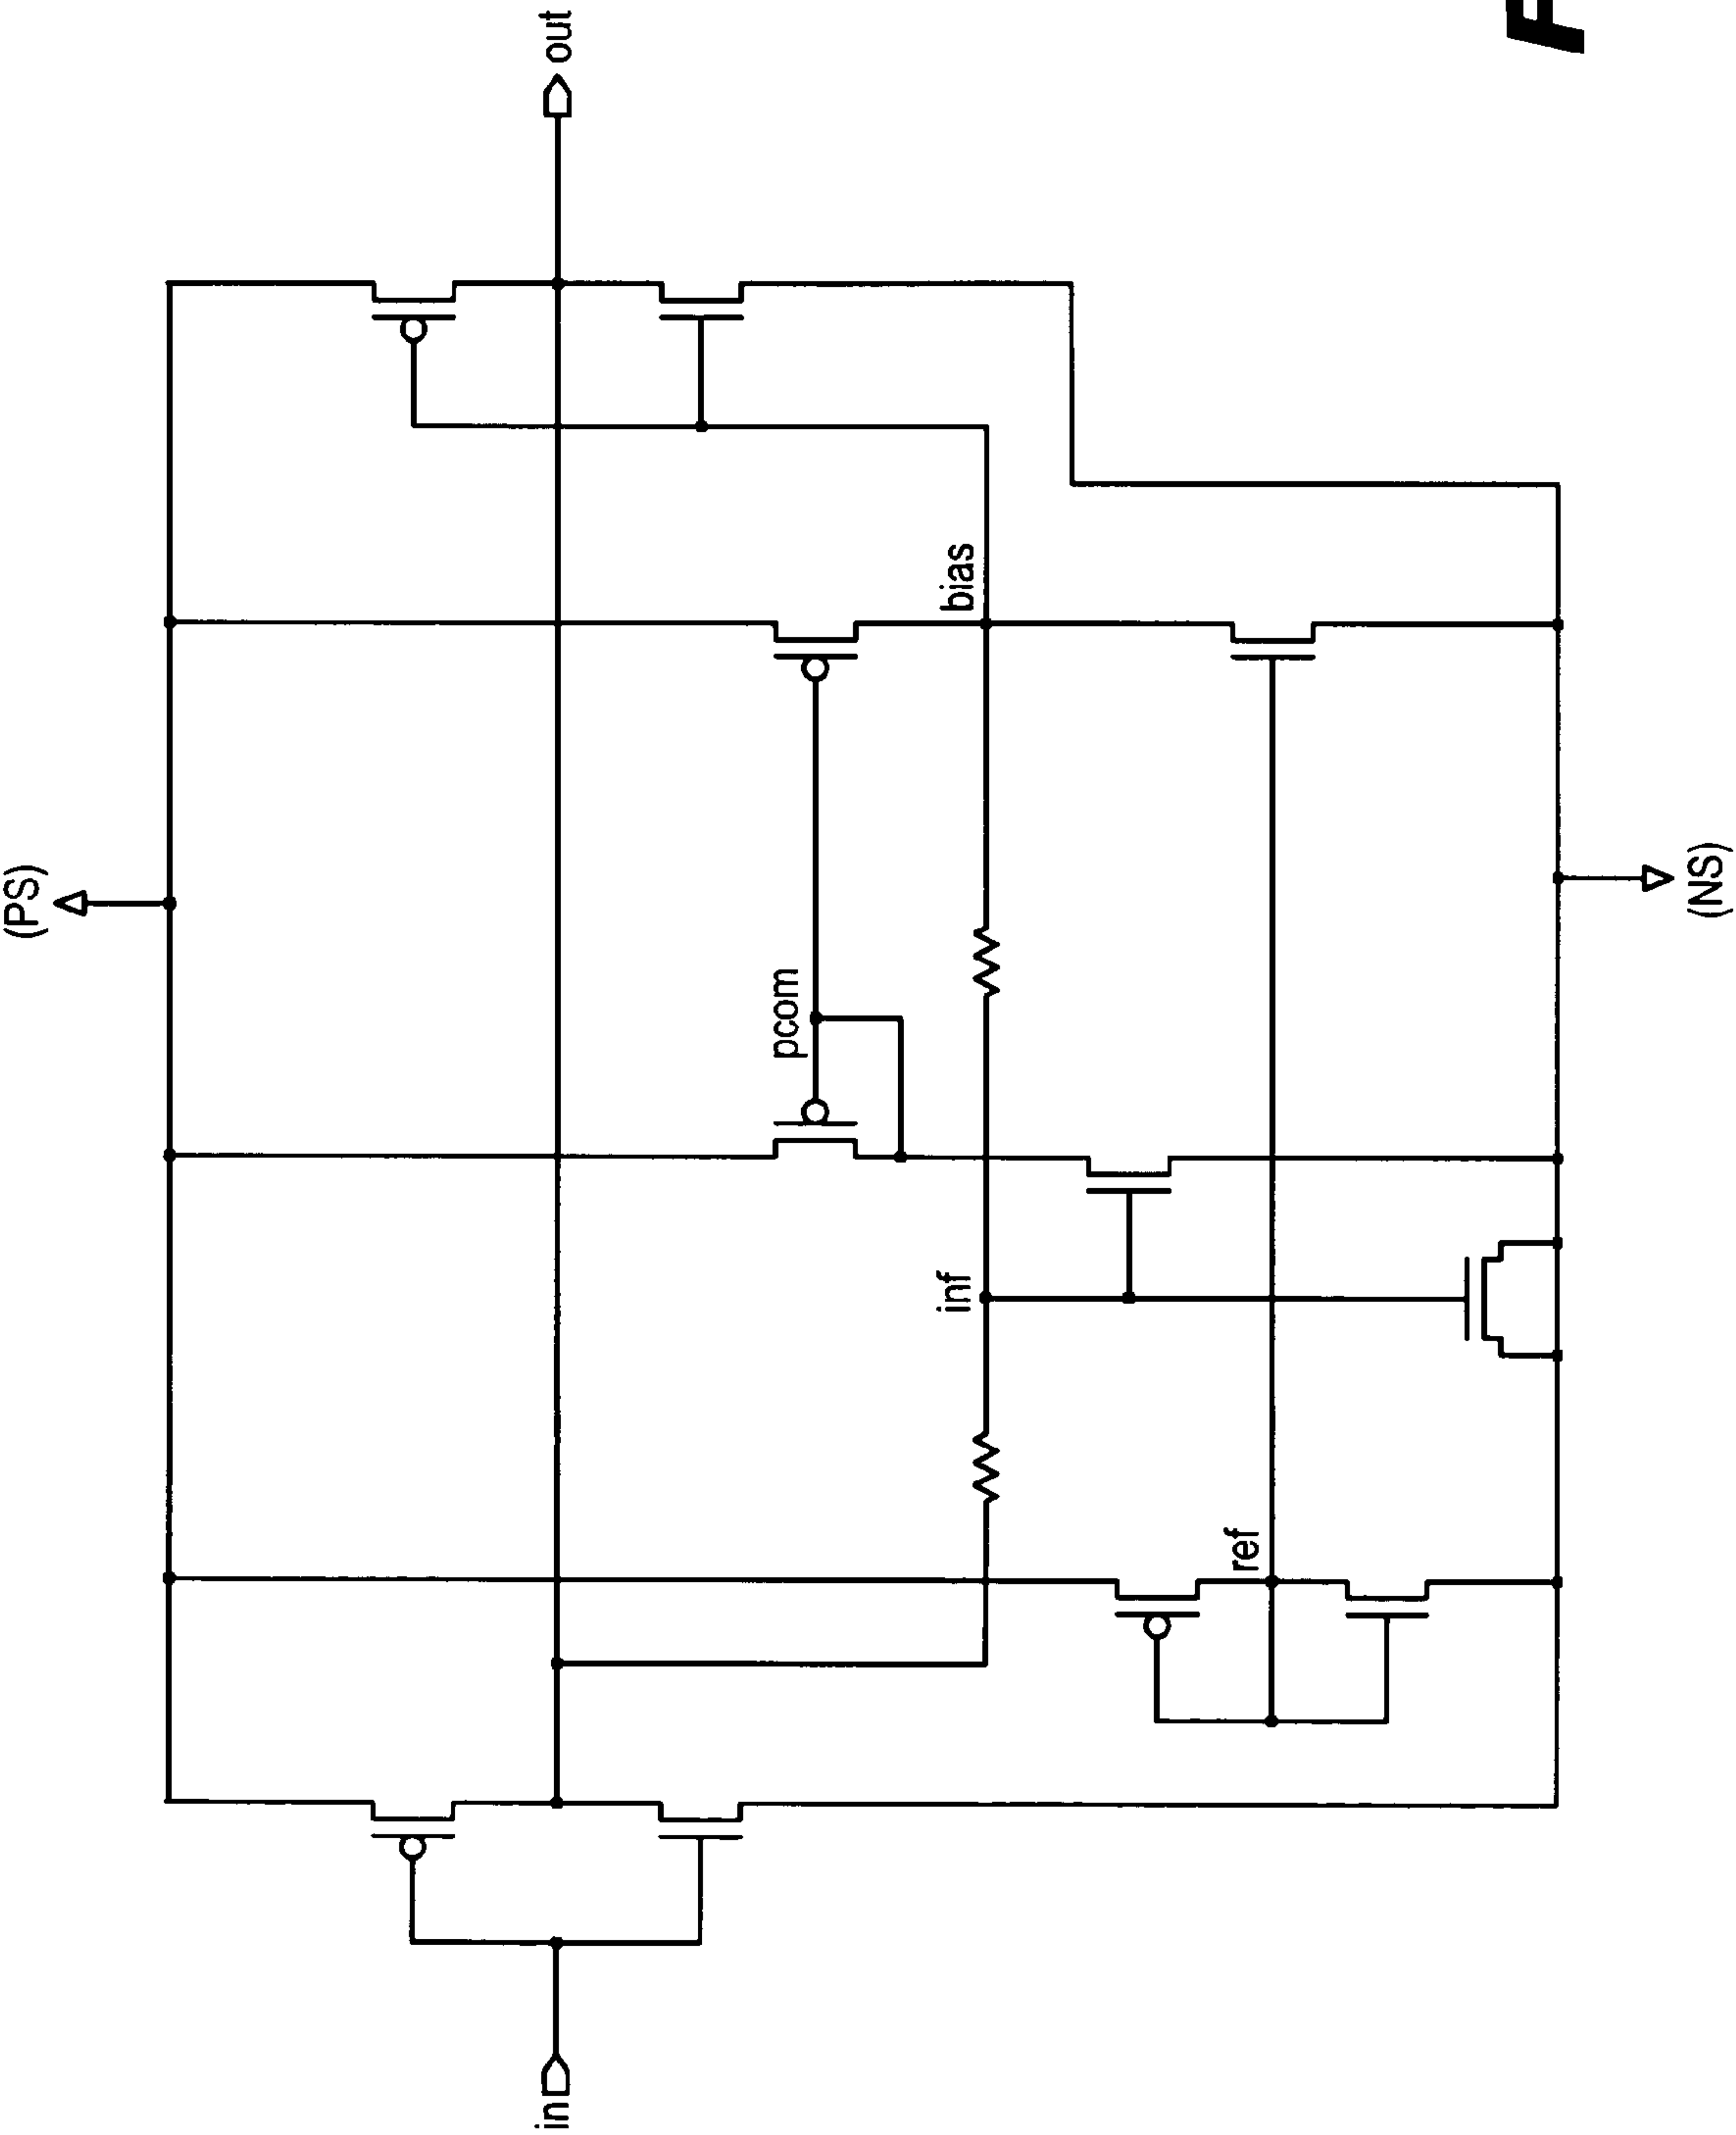 (PS)
in
out
pcom
bias
inf
ref
(NS)